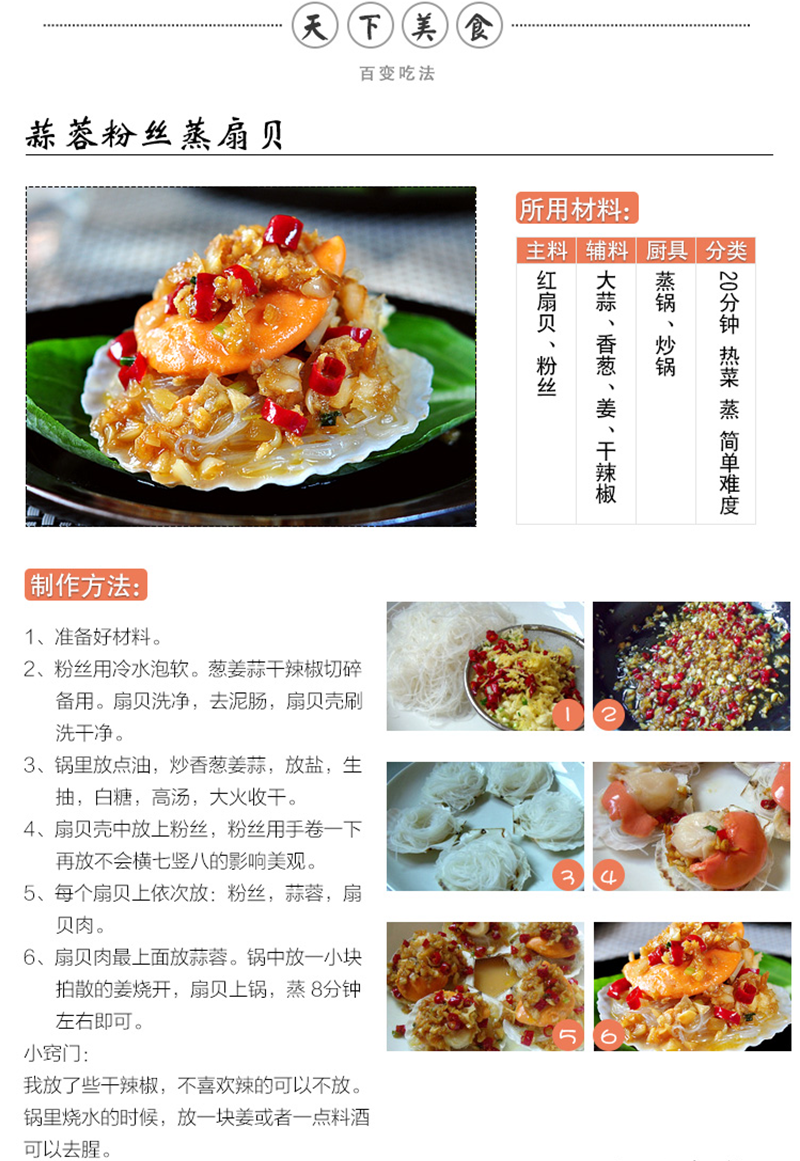 天下美食
百变吃法
蒜蓉粉丝蒸扇贝
所用材料:
主料 辅料 厨具 分类
红扇贝、粉丝
大蒜、香葱、姜、干辣椒
蒸锅、炒锅
20分钟 热菜 蒸 简单难度
制作方法:
1、准备好材料。
2、粉丝用冷水泡软。葱姜蒜干辣椒切碎
备用。扇贝洗净，去泥肠，扇贝壳刷
洗干净。
3、锅里放点油，炒香葱姜蒜，放盐，生
抽，白糖，高汤，大火收干。
4、扇贝壳中放上粉丝，粉丝用手卷一下
再放不会横七竖八的影响美观。
5、每个扇贝上依次放：粉丝，蒜蓉，扇
贝肉。
6、扇贝肉最上面放蒜蓉。锅中放一小块
拍散的姜烧开，扇贝上锅，蒸 8分钟
左右即可。
小窍门：
我放了些干辣椒，不喜欢辣的可以不放。
锅里烧水的时候，放一块姜或者一点料酒
可以去腥。
1
2
3
4
5
6